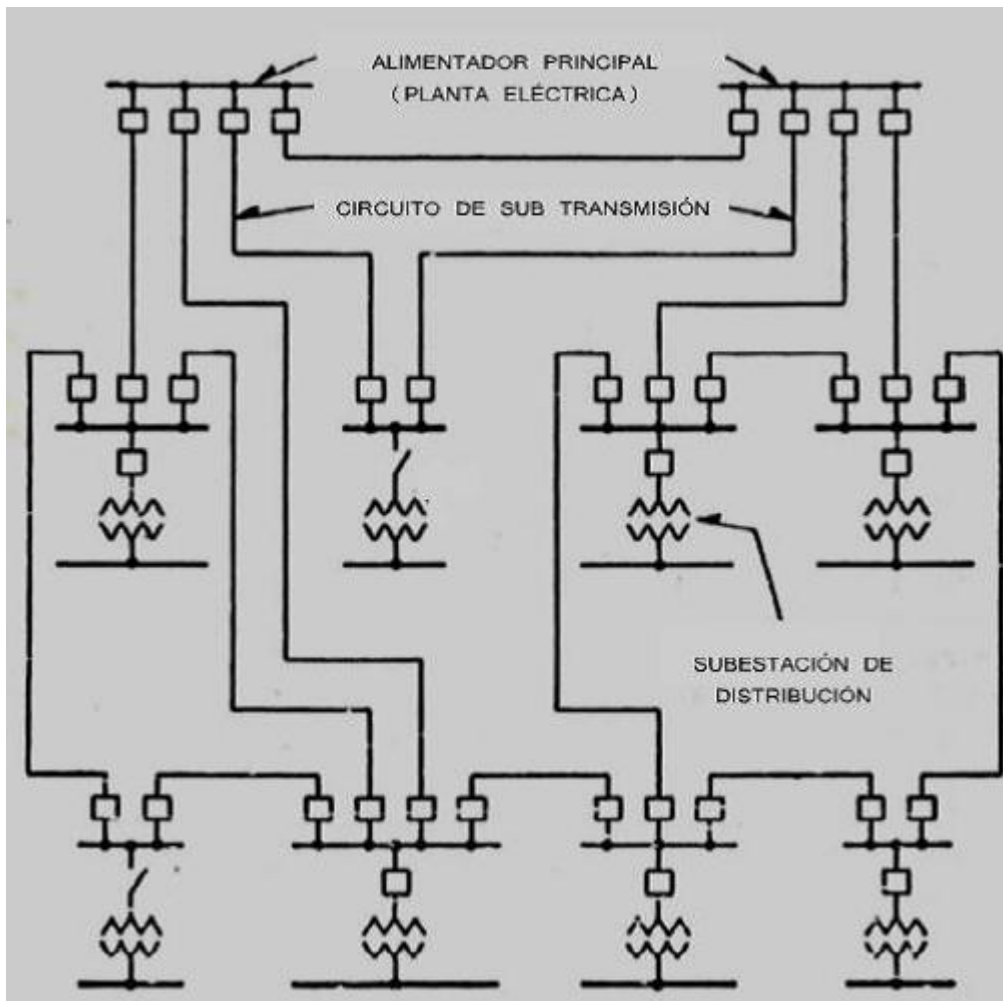 ALIMENTADOR PRINCIPAL
(PLANTA ELÉCTRICA)
CIRCUITO DE SUB TRANSMISIÓN
SUBESTACIÓN DE
DISTRIBUCIÓN